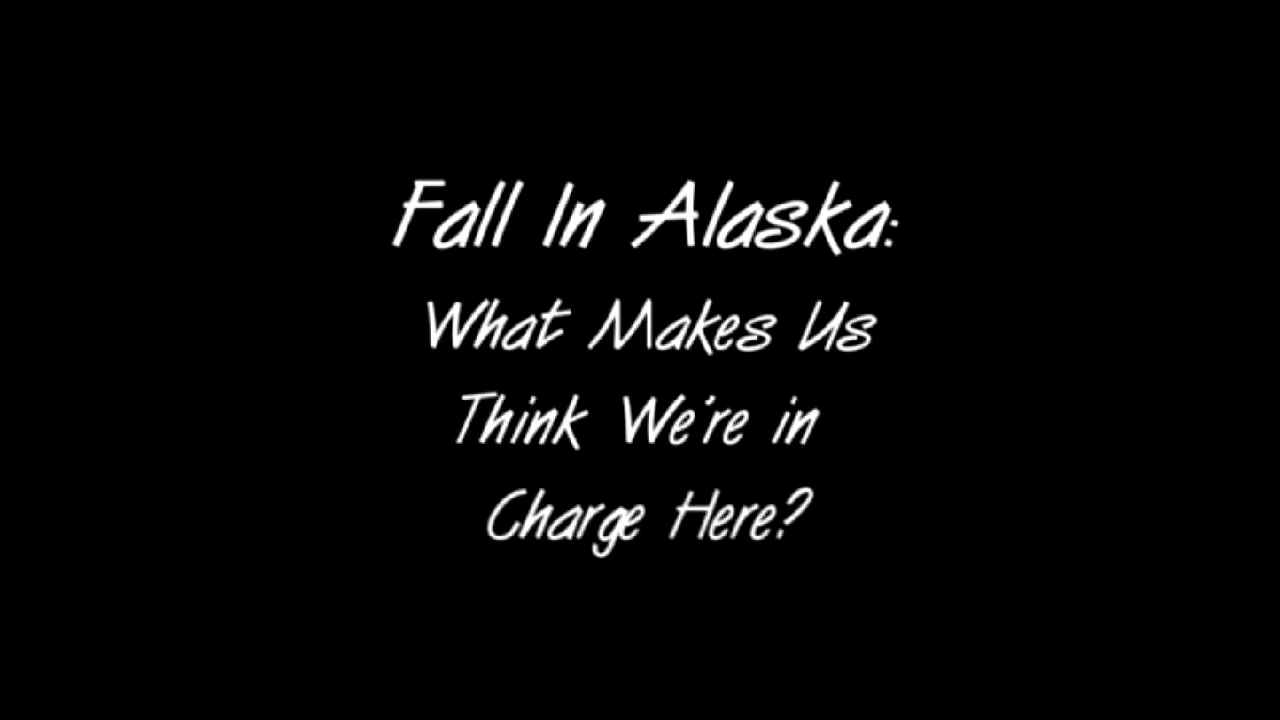 Fall In Alaska:
What Makes Us
Think We're in
Charge Here?